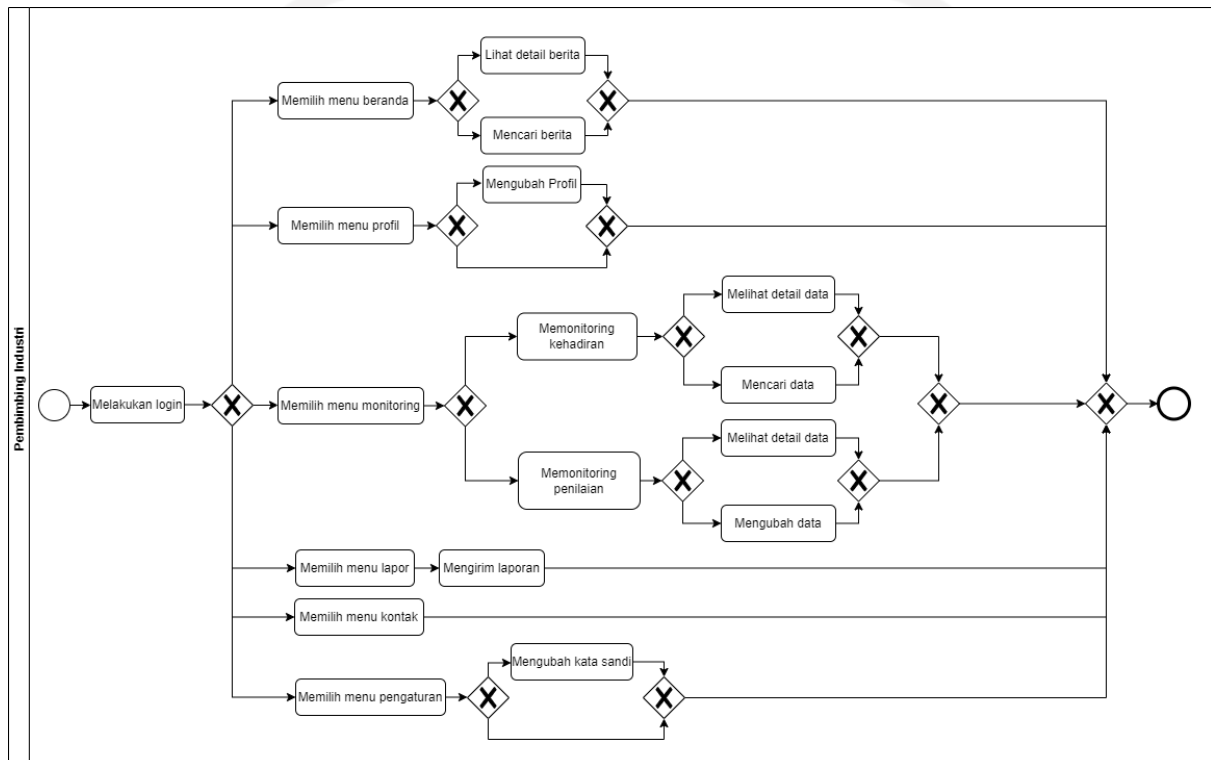 Pembimbing Industri
Melakukan login
Memilih menu beranda
Lihat detail berita
Mencari berita
Memilih menu profil
Mengubah Profil
Memilih menu monitoring
Memonitoring
kehadiran
Melihat detail data
Mencari data
Memonitoring
penilaian
Melihat detail data
Mengubah data
Memilih menu lapor
Mengirim laporan
Memilih menu kontak
Memilih menu pengaturan
Mengubah kata sandi